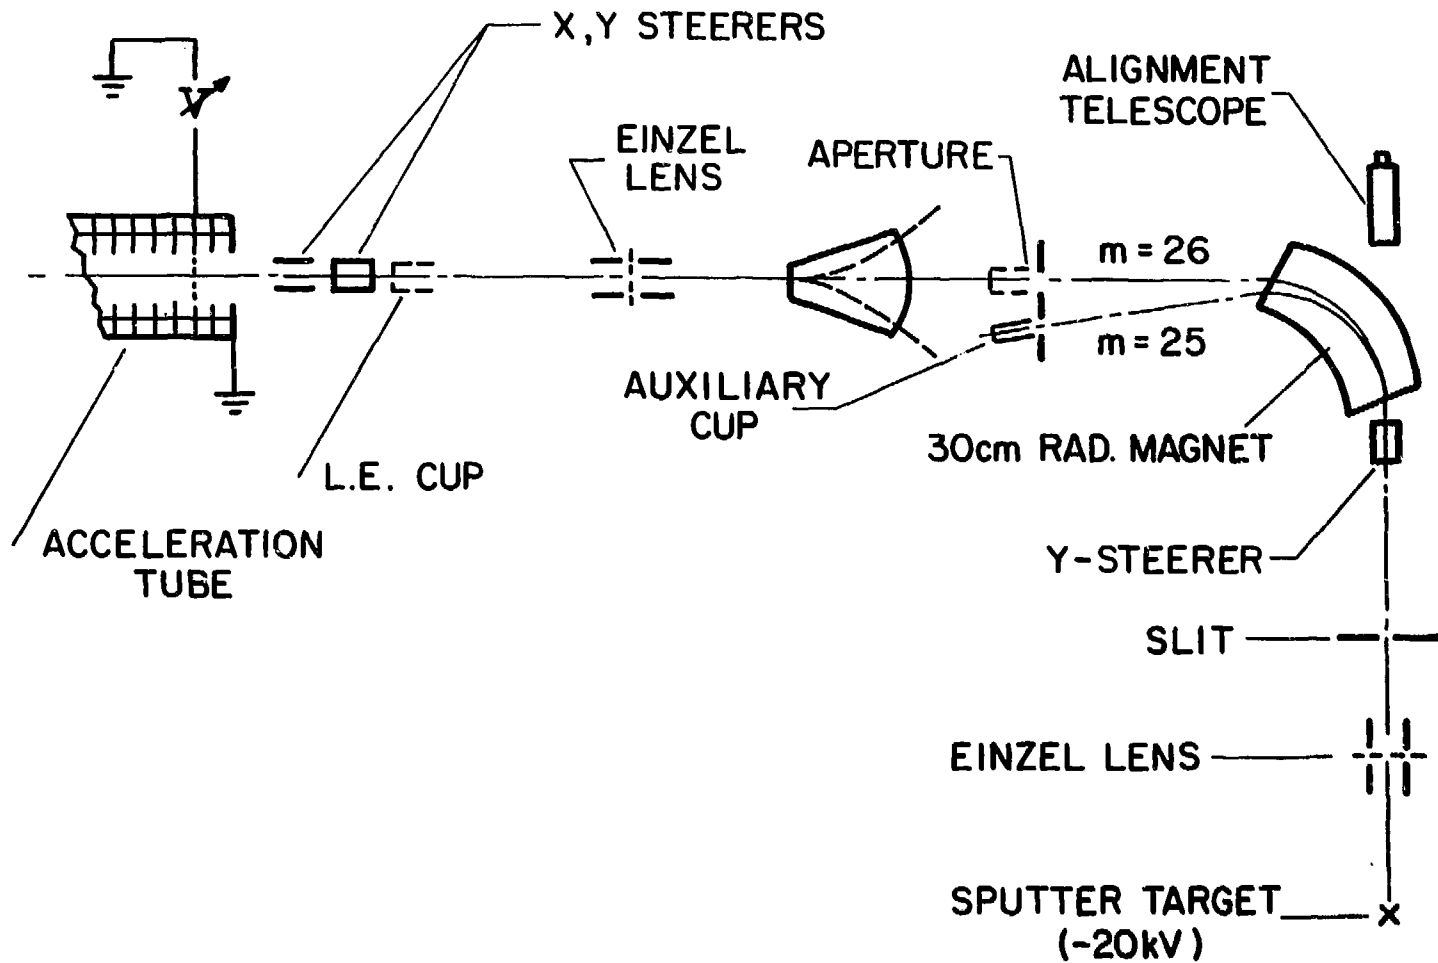 X,Y STEERERS
ALIGNMENT
TELESCOPE
V
EINZEL
LENS
APERTURE
m = 26
m = 25
AUXILIARY
CUP
30cm RAD. MAGNET
L.E. CUP
ACCELERATION
TUBE
Y-STEERER
SLIT
EINZEL LENS
SPUTTER TARGET
(-20kV)